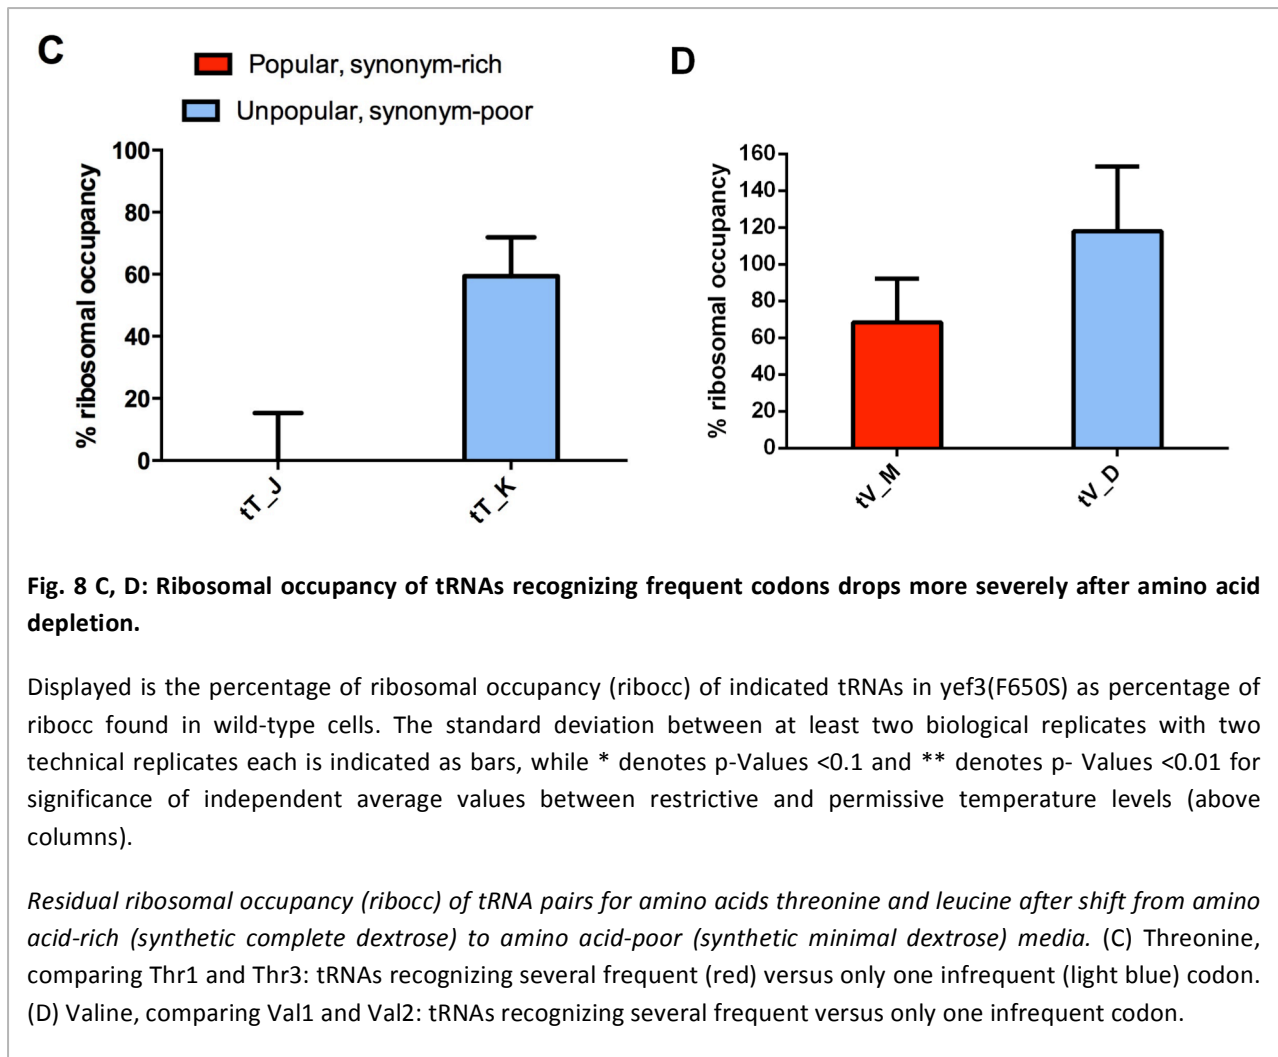 C
Popular, synonym-rich
Unpopular, synonym-poor
% ribosomal occupancy
100
80
60
40
20
0
tT_J
tT_K
D
% ribosomal occupancy
160
140
120
100
80
60
40
20
0
tV_M
tV_D
Fig. 8 C, D: Ribosomal occupancy of tRNAs recognizing frequent codons drops more severely after amino acid
depletion.
Displayed is the percentage of ribosomal occupancy (ribocc) of indicated tRNAs in yef3(F650S) as percentage of
ribocc found in wild-type cells. The standard deviation between at least two biological replicates with two
technical replicates each is indicated as bars, while * denotes p-Values <0.1 and ** denotes p- Values <0.01 for
significance of independent average values between restrictive and permissive temperature levels (above
columns).
Residual ribosomal occupancy (ribocc) of tRNA pairs for amino acids threonine and leucine after shift from amino
acid-rich (synthetic complete dextrose) to amino acid-poor (synthetic minimal dextrose) media. (C) Threonine,
comparing Thr1 and Thr3: tRNAs recognizing several frequent (red) versus only one infrequent (light blue) codon.
(D) Valine, comparing Val1 and Val2: tRNAs recognizing several frequent versus only one infrequent codon.